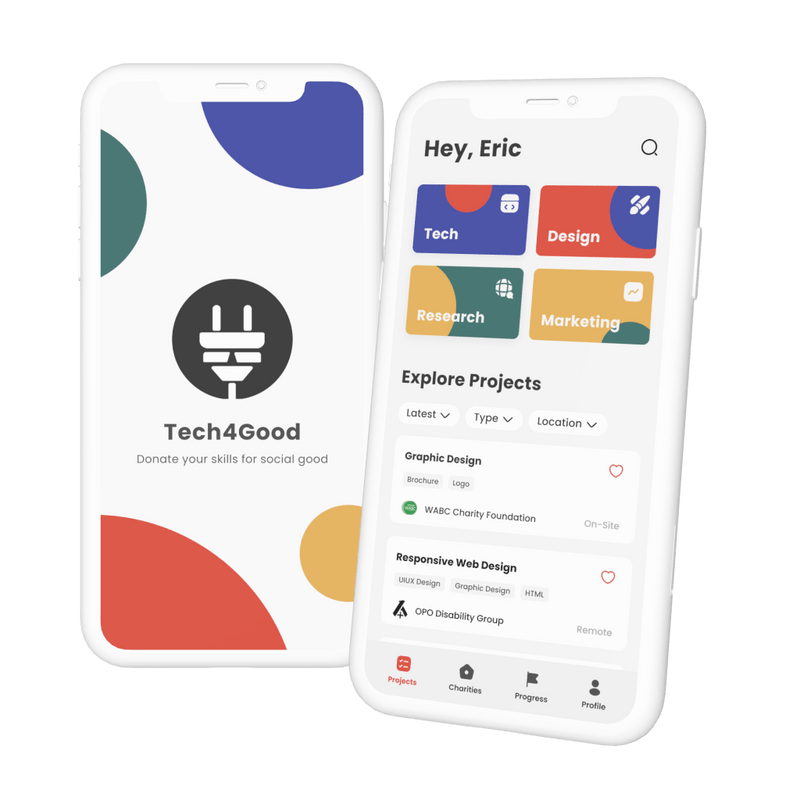 Tech4Good
Donate your skills for social good
Hey, Eric
Tech
Design
Research
Marketing
Explore Projects
Latest Type Location
Graphic Design
Brochure Logo
WABC Charity Foundation
On-Site
Responsive Web Design
UIUX Design Graphic Design HTML
OPO Disability Group
Remote
Projects Charities Progress Profile